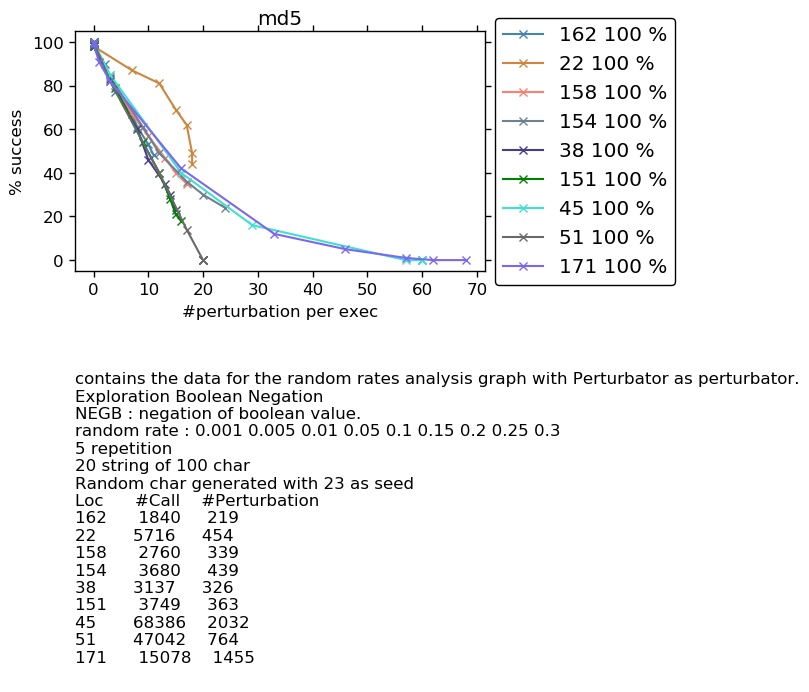 md5
100
80
60
40
20
0
% success
0 10 20 30 40 50 60 70
#perturbation per exec
162 100 %
22 100 %
158 100 %
154 100 %
38 100 %
151 100 %
45 100 %
51 100 %
171 100 %
contains the data for the random rates analysis graph with Perturbator as perturbator.
Exploration Boolean Negation
NEGB : negation of boolean value.
random rate : 0.001 0.005 0.01 0.05 0.1 0.15 0.2 0.25 0.3
5 repetition
20 string of 100 char
Random char generated with 23 as seed
Loc #Call #Perturbation
162 1840 219
22 5716 454
158 2760 339
154 3680 439
38 3137 326
151 3749 363
45 68386 2032
51 47042 764
171 15078 1455